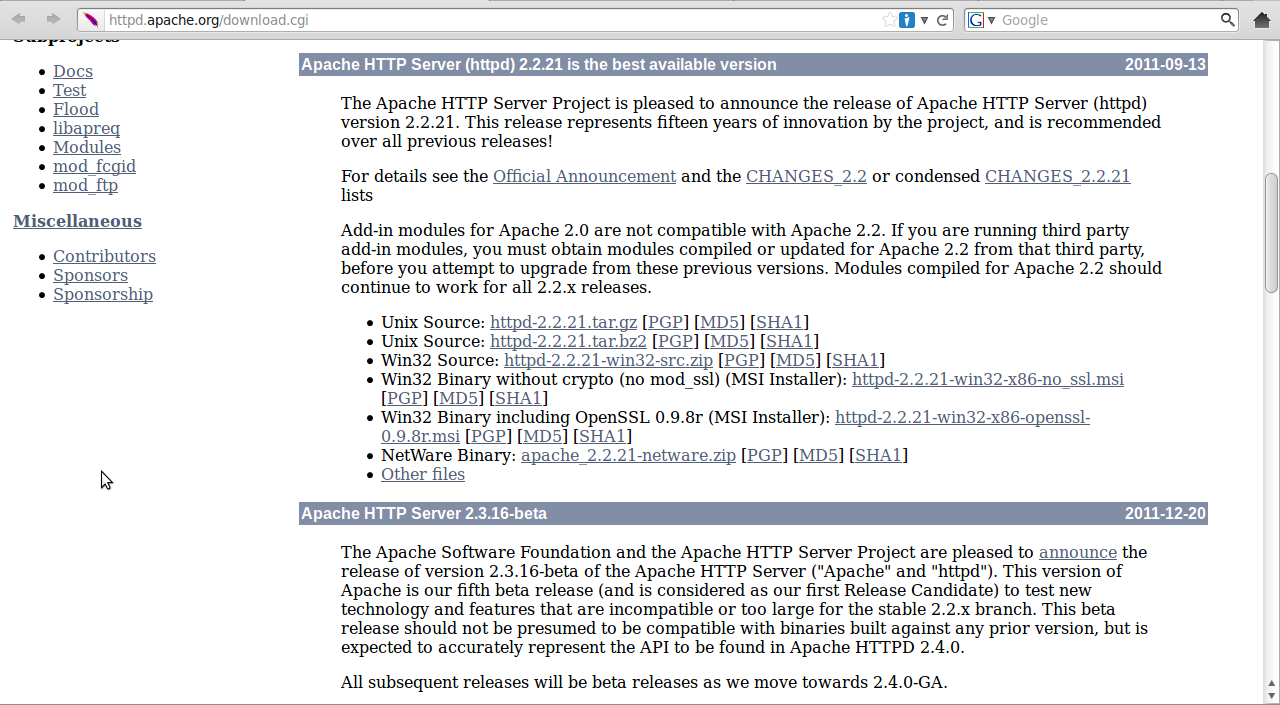 httpd.apache.org/download.cgi
Google
Subprojects
Docs
Test
Flood
libapreq
Modules
mod_fcgid
mod_ftp
Miscellaneous
Contributors
Sponsors
Sponsorship
Apache HTTP Server (httpd) 2.2.21 is the best available version 2011-09-13
The Apache HTTP Server Project is pleased to announce the release of Apache HTTP Server (httpd)
version 2.2.21. This release represents fifteen years of innovation by the project, and is recommended
over all previous releases!
For details see the Official Announcement and the CHANGES_2.2 or condensed CHANGES_2.2.21
lists
Add-in modules for Apache 2.0 are not compatible with Apache 2.2. If you are running third party
add-in modules, you must obtain modules compiled or updated for Apache 2.2 from that third party,
before you attempt to upgrade from these previous versions. Modules compiled for Apache 2.2 should
continue to work for all 2.2.x releases.
Unix Source: httpd-2.2.21.tar.gz [PGP] [MD5] [SHA1]
Unix Source: httpd-2.2.21.tar.bz2 [PGP] [MD5] [SHA1]
Win32 Source: httpd-2.2.21-win32-src.zip [PGP] [MD5] [SHA1]
Win32 Binary without crypto (no mod_ssl) (MSI Installer): httpd-2.2.21-win32-x86-no_ssl.msi
[PGP] [MD5] [SHA1]
Win32 Binary including OpenSSL 0.9.8r (MSI Installer): httpd-2.2.21-win32-x86-openssl-
0.9.8r.msi [PGP] [MD5] [SHA1]
NetWare Binary: apache_2.2.21-netware.zip [PGP] [MD5] [SHA1]
Other files
Apache HTTP Server 2.3.16-beta 2011-12-20
The Apache Software Foundation and the Apache HTTP Server Project are pleased to announce the
release of version 2.3.16-beta of the Apache HTTP Server ("Apache" and "httpd"). This version of
Apache is our fifth beta release (and is considered as our first Release Candidate) to test new
technology and features that are incompatible or too large for the stable 2.2.x branch. This beta
release should not be presumed to be compatible with binaries built against any prior version, but is
expected to accurately represent the API to be found in Apache HTTPD 2.4.0.
All subsequent releases will be beta releases as we move towards 2.4.0-GA.